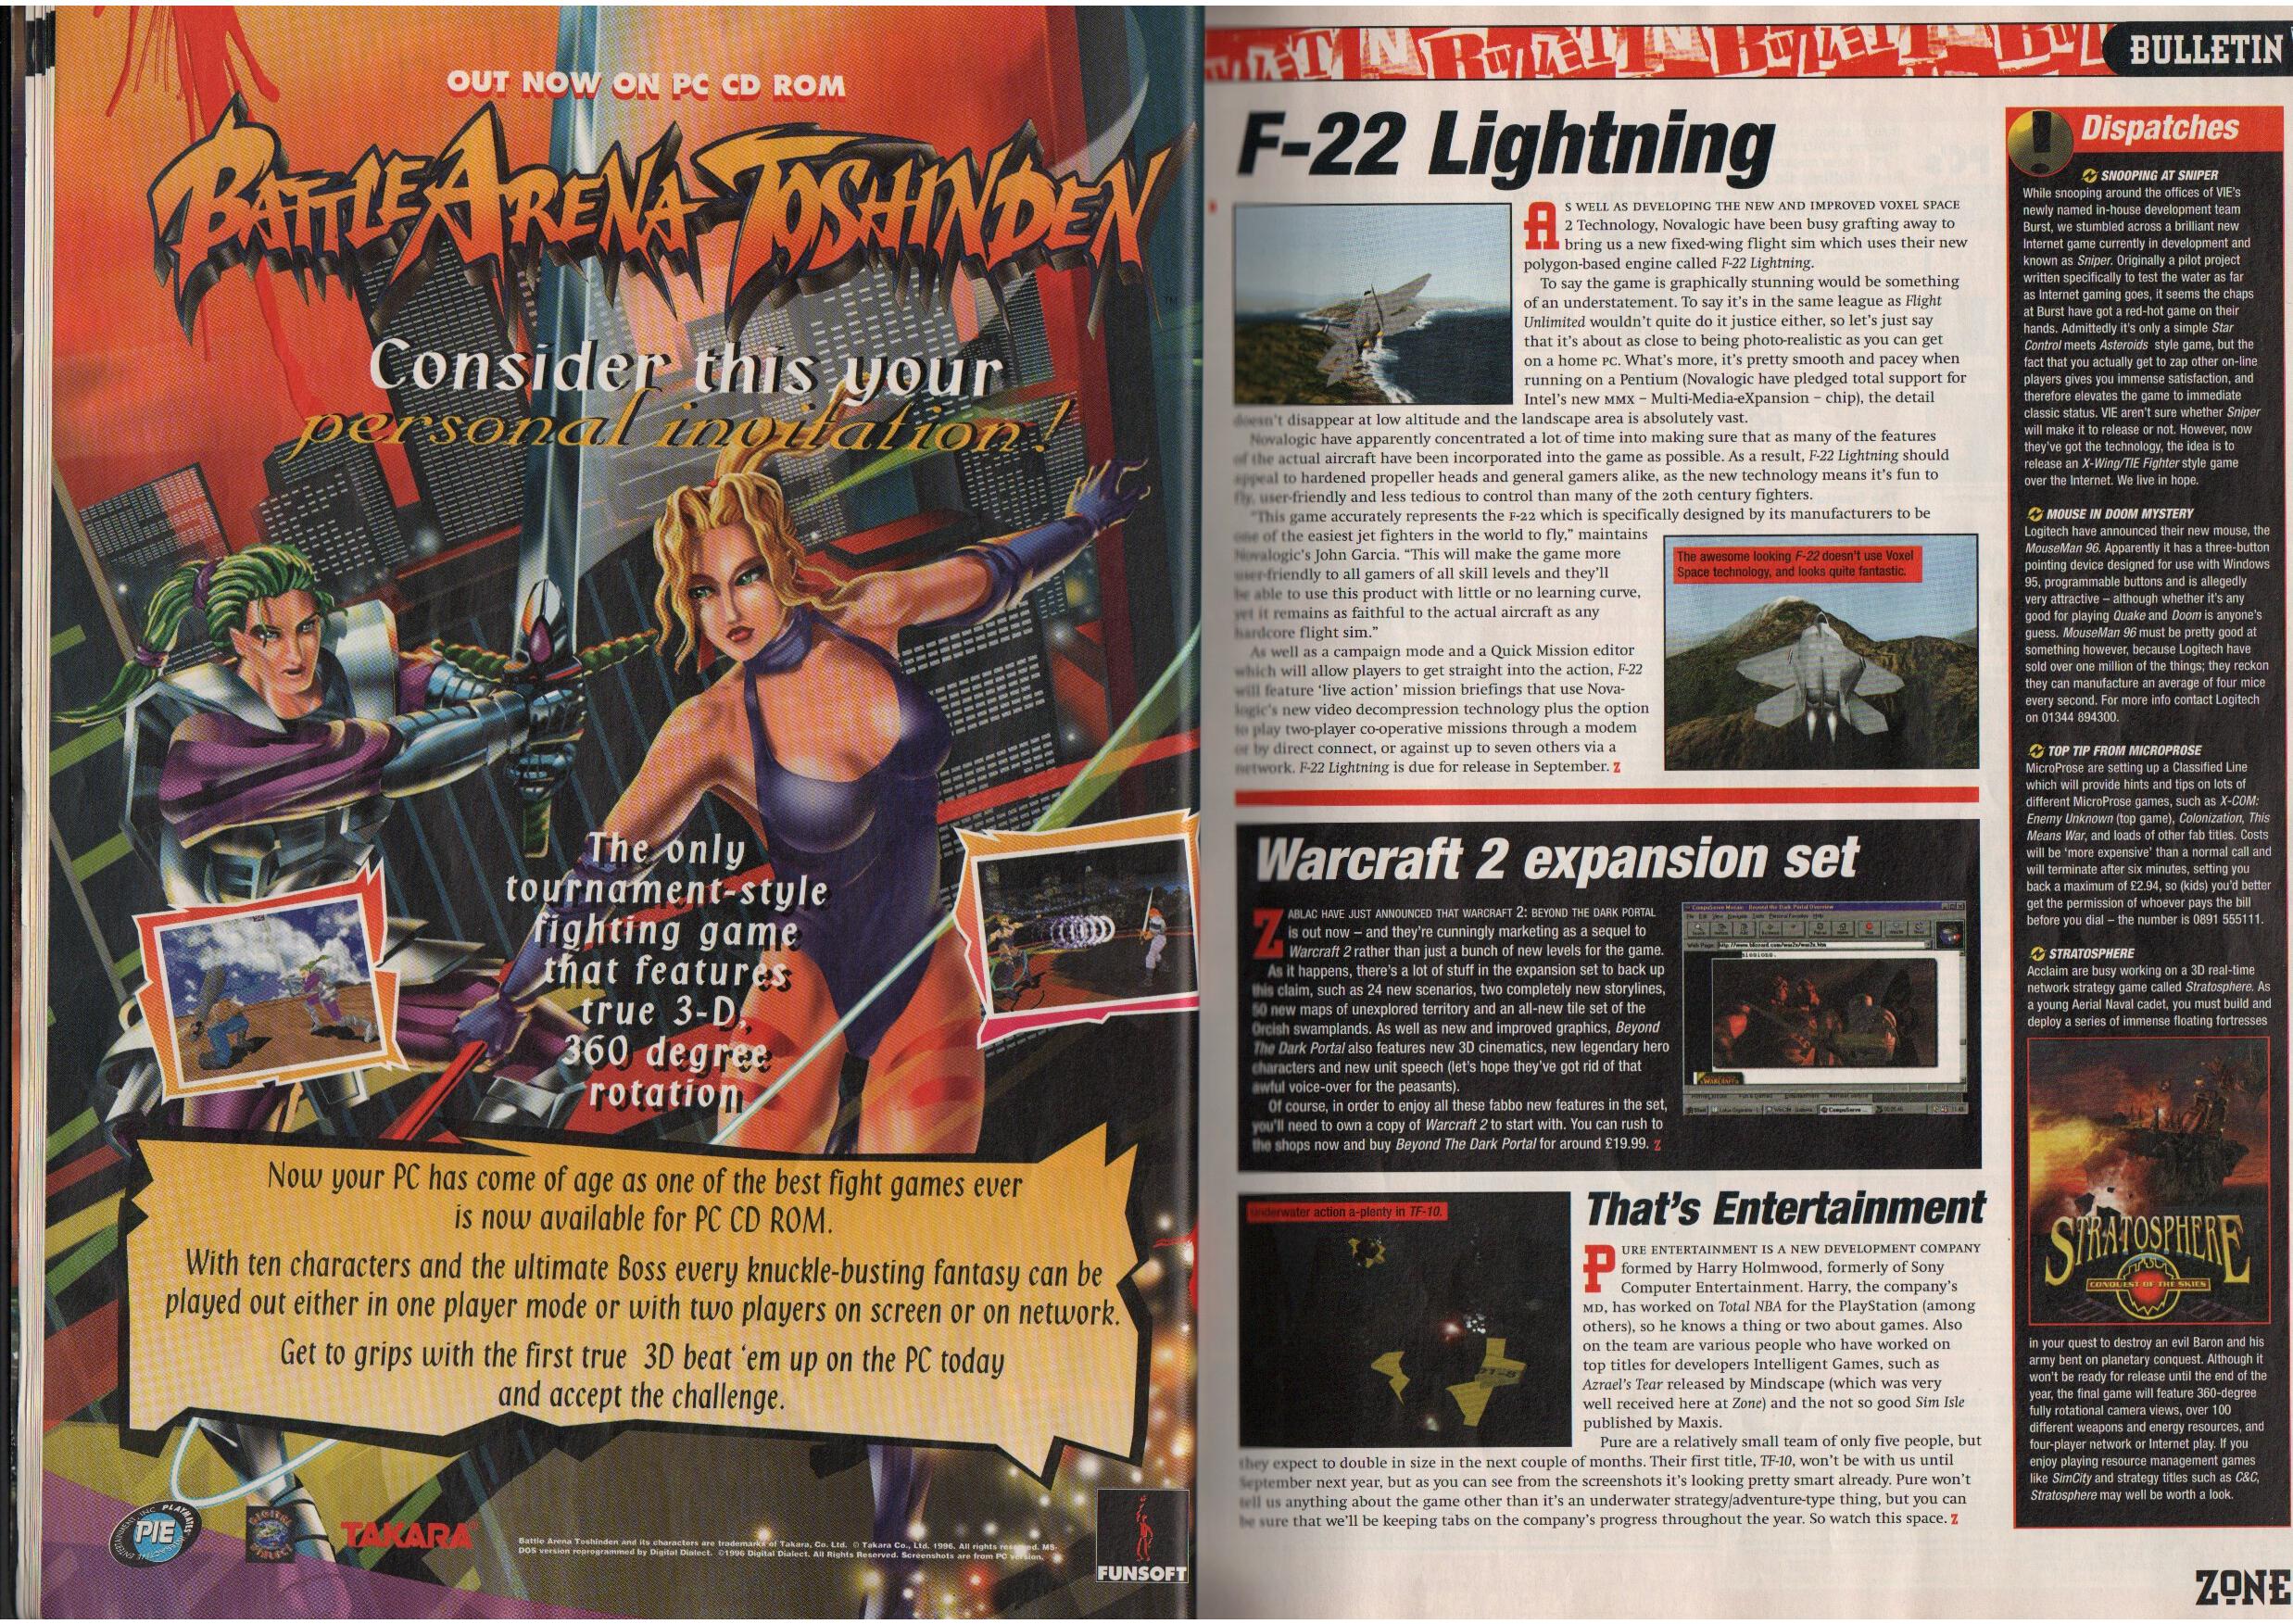 OUT NOW ON PC CD ROM
BATTLE ARENA TOSHINDEN
Consider this your
personal invitation!
The only
tournament-style
fighting game
that features
true 3-D,
360 degree
rotation
Now your PC has come of age as one of the best fight games ever
is now available for PC CD ROM.
With ten characters and the ultimate Boss every knuckle-busting fantasy can be
played out either in one player mode or with two players on screen or on network.
Get to grips with the first true 3D beat 'em up on the PC today
and accept the challenge.
PLAYMATES
PIE
INTERACTIVE ENTERTAINMENT, INC.
DIGITAL DIALECT
TAKARA
Battle Arena Toshinden and its characters are trademarks of Takara, Co. Ltd. © Takara Co., Ltd. 1996. All rights reserved. MS-
DOS version reprogrammed by Digital Dialect. ©1996 Digital Dialect. All Rights Reserved. Screenshots are from PC version.
FUNSOFT
BULLETIN
F-22 Lightning
AS WELL AS DEVELOPING THE NEW AND IMPROVED VOXEL SPACE
2 Technology, Novalogic have been busy grafting away to
bring us a new fixed-wing flight sim which uses their new
polygon-based engine called F-22 Lightning.
To say the game is graphically stunning would be something
of an understatement. To say it's in the same league as Flight
Unlimited wouldn't quite do it justice either, so let's just say
that it's about as close to being photo-realistic as you can get
on a home PC. What's more, it's pretty smooth and pacey when
running on a Pentium (Novalogic have pledged total support for
Intel's new MMX – Multi-Media-eXpansion – chip), the detail
doesn't disappear at low altitude and the landscape area is absolutely vast.
Novalogic have apparently concentrated a lot of time into making sure that as many of the features
of the actual aircraft have been incorporated into the game as possible. As a result, F-22 Lightning should
appeal to hardened propeller heads and general gamers alike, as the new technology means it's fun to
fly, user-friendly and less tedious to control than many of the 20th century fighters.
"This game accurately represents the F-22 which is specifically designed by its manufacturers to be
one of the easiest jet fighters in the world to fly," maintains
Novalogic's John Garcia. "This will make the game more
user-friendly to all gamers of all skill levels and they'll
be able to use this product with little or no learning curve,
yet it remains as faithful to the actual aircraft as any
hardcore flight sim."
As well as a campaign mode and a Quick Mission editor
which will allow players to get straight into the action, F-22
will feature 'live action' mission briefings that use Nova-
logic's new video decompression technology plus the option
to play two-player co-operative missions through a modem
or by direct connect, or against up to seven others via a
network. F-22 Lightning is due for release in September. Z
The awesome looking F-22 doesn't use Voxel
Space technology, and looks quite fantastic.
Warcraft 2 expansion set
ZABLAC HAVE JUST ANNOUNCED THAT WARCRAFT 2: BEYOND THE DARK PORTAL
is out now – and they're cunningly marketing as a sequel to
Warcraft 2 rather than just a bunch of new levels for the game.
As it happens, there's a lot of stuff in the expansion set to back up
this claim, such as 24 new scenarios, two completely new storylines,
50 new maps of unexplored territory and an all-new tile set of the
Orcish swamplands. As well as new and improved graphics, Beyond
The Dark Portal also features new 3D cinematics, new legendary hero
characters and new unit speech (let's hope they've got rid of that
awful voice-over for the peasants).
Of course, in order to enjoy all these fabbo new features in the set,
you'll need to own a copy of Warcraft 2 to start with. You can rush to
the shops now and buy Beyond The Dark Portal for around £19.99. Z
Underwater action a-plenty in TF-10.
That's Entertainment
PURE ENTERTAINMENT IS A NEW DEVELOPMENT COMPANY
formed by Harry Holmwood, formerly of Sony
Computer Entertainment. Harry, the company's
MD, has worked on Total NBA for the PlayStation (among
others), so he knows a thing or two about games. Also
on the team are various people who have worked on
top titles for developers Intelligent Games, such as
Azrael's Tear released by Mindscape (which was very
well received here at Zone) and the not so good Sim Isle
published by Maxis.
Pure are a relatively small team of only five people, but
they expect to double in size in the next couple of months. Their first title, TF-10, won't be with us until
September next year, but as you can see from the screenshots it's looking pretty smart already. Pure won't
tell us anything about the game other than it's an underwater strategy/adventure-type thing, but you can
be sure that we'll be keeping tabs on the company's progress throughout the year. So watch this space. Z
! Dispatches
SNOOPING AT SNIPER
While snooping around the offices of VIE's
newly named in-house development team
Burst, we stumbled across a brilliant new
Internet game currently in development and
known as Sniper. Originally a pilot project
written specifically to test the water as far
as Internet gaming goes, it seems the chaps
at Burst have got a red-hot game on their
hands. Admittedly it's only a simple Star
Control meets Asteroids style game, but the
fact that you actually get to zap other on-line
players gives you immense satisfaction, and
therefore elevates the game to immediate
classic status. VIE aren't sure whether Sniper
will make it to release or not. However, now
they've got the technology, the idea is to
release an X-Wing/TIE Fighter style game
over the Internet. We live in hope.
MOUSE IN DOOM MYSTERY
Logitech have announced their new mouse, the
MouseMan 96. Apparently it has a three-button
pointing device designed for use with Windows
95, programmable buttons and is allegedly
very attractive – although whether it's any
good for playing Quake and Doom is anyone's
guess. MouseMan 96 must be pretty good at
something however, because Logitech have
sold over one million of the things; they reckon
they can manufacture an average of four mice
every second. For more info contact Logitech
on 01344 894300.
TOP TIP FROM MICROPROSE
MicroProse are setting up a Classified Line
which will provide hints and tips on lots of
different MicroProse games, such as X-COM:
Enemy Unknown (top game), Colonization, This
Means War, and loads of other fab titles. Costs
will be 'more expensive' than a normal call and
will terminate after six minutes, setting you
back a maximum of £2.94, so (kids) you'd better
get the permission of whoever pays the bill
before you dial – the number is 0891 555111.
STRATOSPHERE
Acclaim are busy working on a 3D real-time
network strategy game called Stratosphere. As
a young Aerial Naval cadet, you must build and
deploy a series of immense floating fortresses
STRATOSPHERE
CONQUEST OF THE SKIES
in your quest to destroy an evil Baron and his
army bent on planetary conquest. Although it
won't be ready for release until the end of the
year, the final game will feature 360-degree
fully rotational camera views, over 100
different weapons and energy resources, and
four-player network or Internet play. If you
enjoy playing resource management games
like SimCity and strategy titles such as C&C,
Stratosphere may well be worth a look.
ZONE